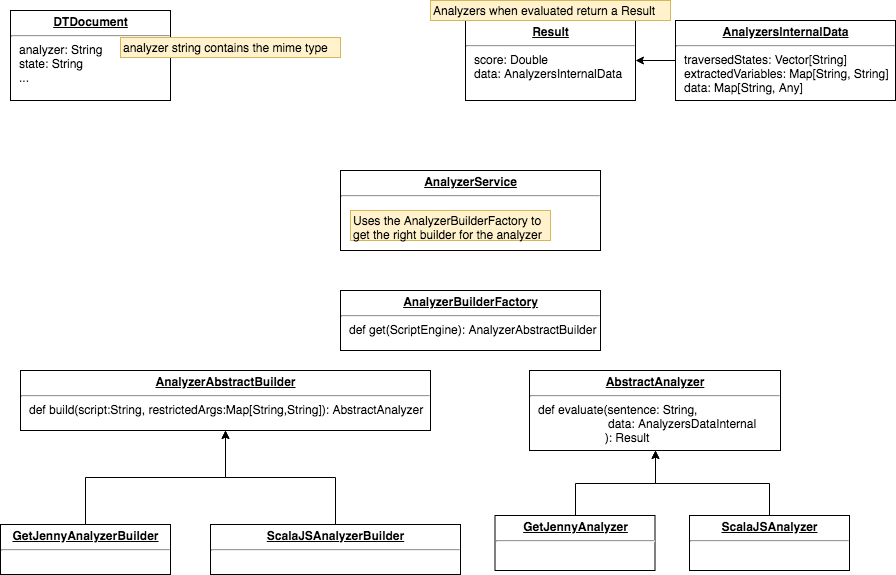 Analyzers when evaluated return a Result
DTDocument
analyzer: String
state: String
...
analyzer string contains the mime type
Result
score: Double
data: AnalyzersInternalData
AnalyzersInternalData
traversedStates: Vector[String]
extractedVariables: Map[String, String]
data: Map[String, Any]
AnalyzerService
Uses the AnalyzerBuilderFactory to
get the right builder for the analyzer
AnalyzerBuilderFactory
def get(ScriptEngine): AnalyzerAbstractBuilder
AnalyzerAbstractBuilder
def build(script:String, restrictedArgs:Map[String,String]): AbstractAnalyzer
AbstractAnalyzer
def evaluate(sentence: String,
data: AnalyzersDataInternal
): Result
GetJennyAnalyzerBuilder
ScalaJSAnalyzerBuilder
GetJennyAnalyzer
ScalaJSAnalyzer